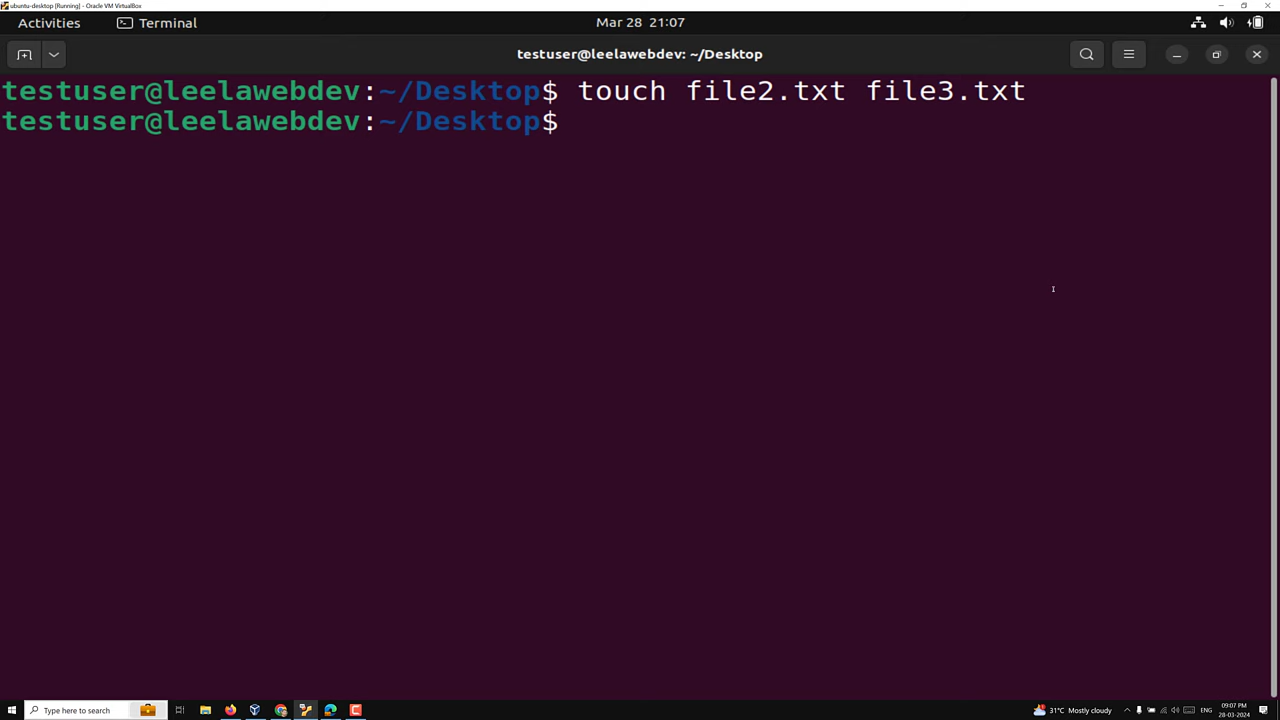 ubuntu-desktop [Running] - Oracle VM VirtualBox
Activities
Terminal
Mar 28 21:07
testuser@leelawebdev: ~/Desktop
testuser@leelawebdev:~/Desktop$ touch file2.txt file3.txt
testuser@leelawebdev:~/Desktop$
Type here to search
31°C Mostly cloudy
ENG
09:07 PM
28-03-2024